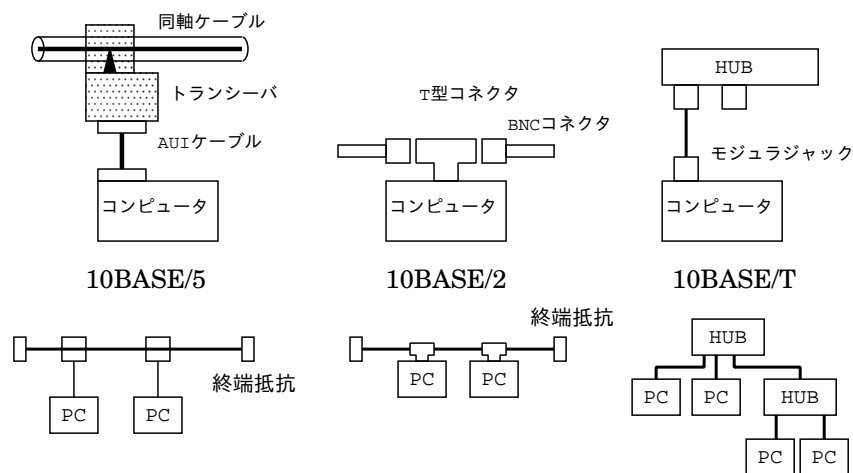 同軸ケーブル
トランシーバ
AUIケーブル
コンピュータ
10BASE/5
終端抵抗
PC
PC
T型コネクタ
BNCコネクタ
コンピュータ
10BASE/2
終端抵抗
PC
PC
HUB
モジュラジャック
コンピュータ
10BASE/T
HUB
PC
PC
HUB
PC
PC